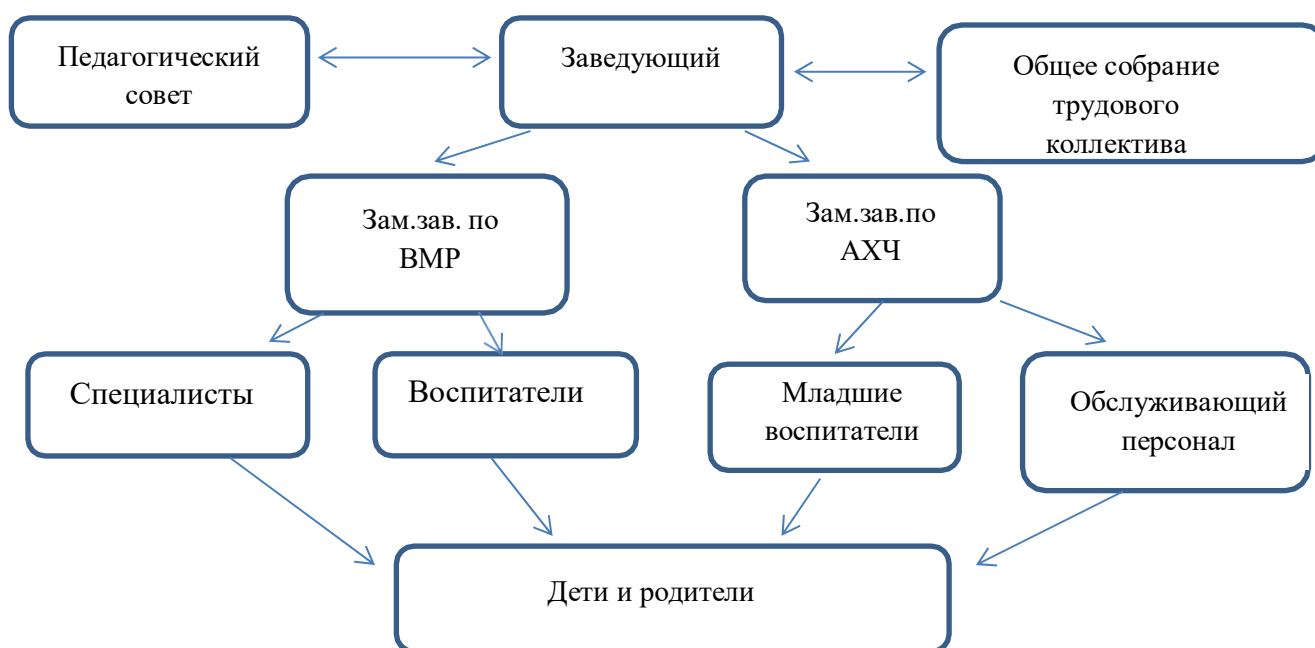 Педагогический
совет
Заведующий
Общее собрание
трудового
коллектива
Зам.зав. по
ВМР
Зам.зав.по
АХЧ
Специалисты
Воспитатели
Младшие
воспитатели
Обслуживающий
персонал
Дети и родители